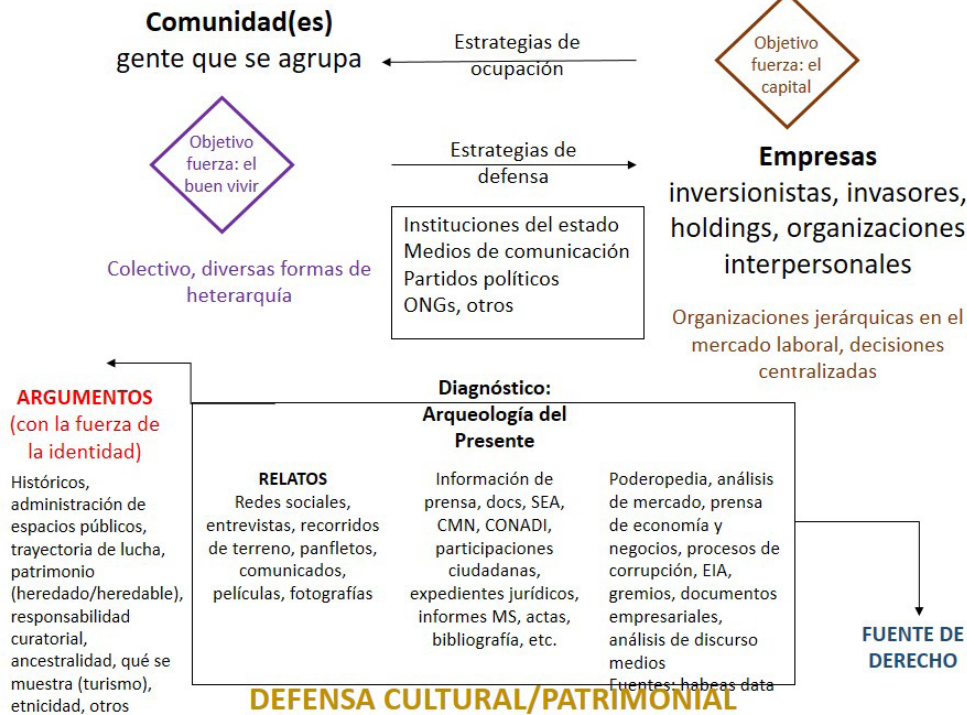 Comunidad(es)
gente que se agrupa
Estrategias de
ocupación
Objetivo
fuerza: el
capital
Objetivo
fuerza: el
buen vivir
Estrategias de
defensa
Empresas
inversionistas, invasores,
holdings, organizaciones
interpersonales
Instituciones del estado
Medios de comunicación
Partidos políticos
ONGs, otros
Colectivo, diversas formas de
heterarquía
Organizaciones jerárquicas en el
mercado laboral, decisiones
centralizadas
ARGUMENTOS
(con la fuerza de
la identidad)
Históricos,
administración de
espacios públicos,
trayectoria de lucha,
patrimonio
(heredado/heredable),
responsabilidad
curatorial,
ancestralidad, qué se
muestra (turismo),
etnicidad, otros
Diagnóstico:
Arqueología del
Presente
RELATOS
Redes sociales,
entrevistas, recorridos
de terreno, panfletos,
comunicados,
películas, fotografías
Información de
prensa, docs, SEA,
CMN, CONADI,
participaciones
ciudadanas,
expedientes jurídicos,
informes MS, actas,
bibliografía, etc.
Poderopedia, análisis
de mercado, prensa
de economía y
negocios, procesos de
corrupción, EIA,
gremios, documentos
empresariales,
análisis de discurso
medios
Fuentes: habeas data
FUENTE DE
DERECHO
DEFENSA CULTURAL/PATRIMONIAL